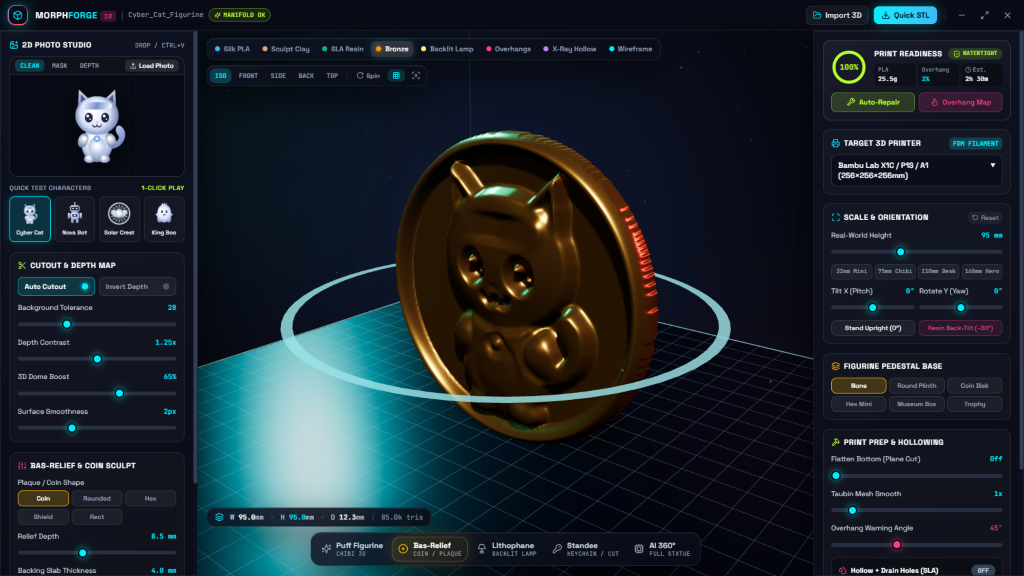 MORPHFORGE 3D | Cyber_Cat_Figurine MANIFOLD OK
Import 3D Quick STL
2D PHOTO STUDIO DROP / CTRL+V
CLEAN MASK DEPTH Load Photo
QUICK TEST CHARACTERS 1-CLICK PLAY
Cyber Cat Nova Bot Solar Crest King Boo
CUTOUT & DEPTH MAP
Auto Cutout Invert Depth
Background Tolerance 28
Depth Contrast 1.25x
3D Dome Boost 65%
Surface Smoothness 2px
BAS-RELIEF & COIN SCULPT
Plaque / Coin Shape
Coin Rounded Hex
Shield Rect
Relief Depth 8.5 mm
Backing Slab Thickness 4.0 mm
Silk PLA Sculpt Clay SLA Resin Bronze Backlit Lamp Overhangs X-Ray Hollow Wireframe
ISO FRONT SIDE BACK TOP Spin
W 95.0mm · H 95.0mm · D 12.3mm | 85.0k tris
Puff Figurine
CHIBI 3D
Bas-Relief
COIN / PLAQUE
Lithophane
BACKLIT LAMP
Standee
KEYCHAIN / CUT
AI 360°
FULL STATUE
100%
PRINT READINESS WATERTIGHT
PLA Overhang Est.
25.5g 2% 2h 30m
Auto-Repair Overhang Map
TARGET 3D PRINTER FDM FILAMENT
Bambu Lab X1C / P1S / A1
(256×256×256mm)
SCALE & ORIENTATION Reset
Real-World Height 95 mm
32mm Mini 75mm Chibi 110mm Desk 160mm Hero
Tilt X (Pitch) 0° Rotate Y (Yaw) 0°
Stand Upright (0°) Resin Back-Tilt (-30°)
FIGURINE PEDESTAL BASE
None Round Plinth Coin Disk
Hex Mini Museum Box Trophy
PRINT PREP & HOLLOWING
Flatten Bottom (Plane Cut) Off
Taubin Mesh Smooth 1x
Overhang Warning Angle 45°
Hollow + Drain Holes (SLA) OFF